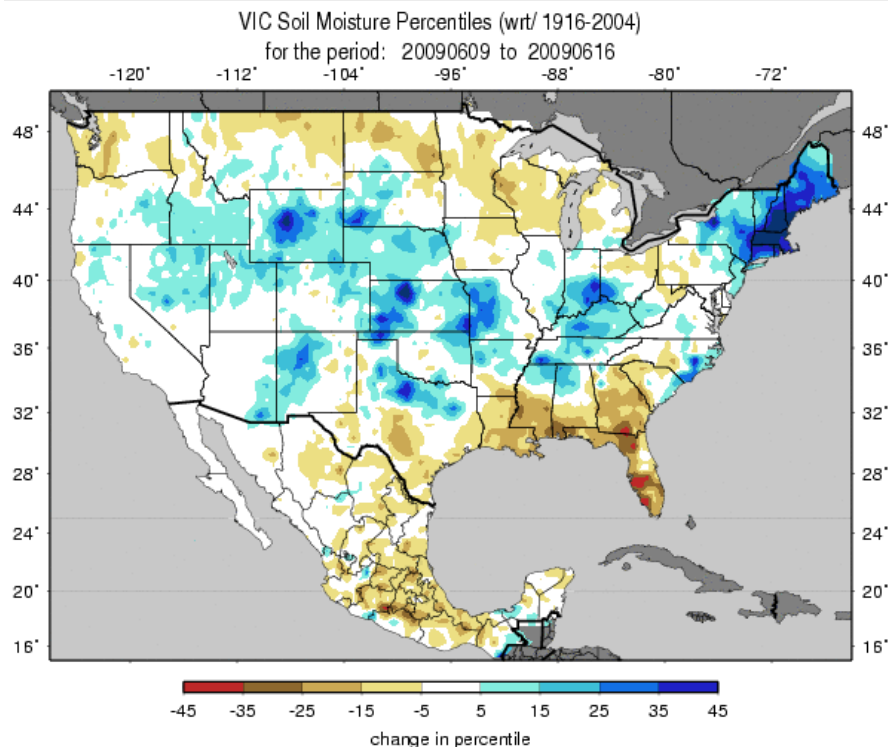 VIC Soil Moisture Percentiles (wrt/ 1916-2004)
for the period: 20090609 to 20090616
-120˚ -112˚ -104˚ -96˚ -88˚ -80˚ -72˚
48˚
44˚
40˚
36˚
32˚
28˚
24˚
20˚
16˚
-45 -35 -25 -15 -5 5 15 25 35 45
change in percentile